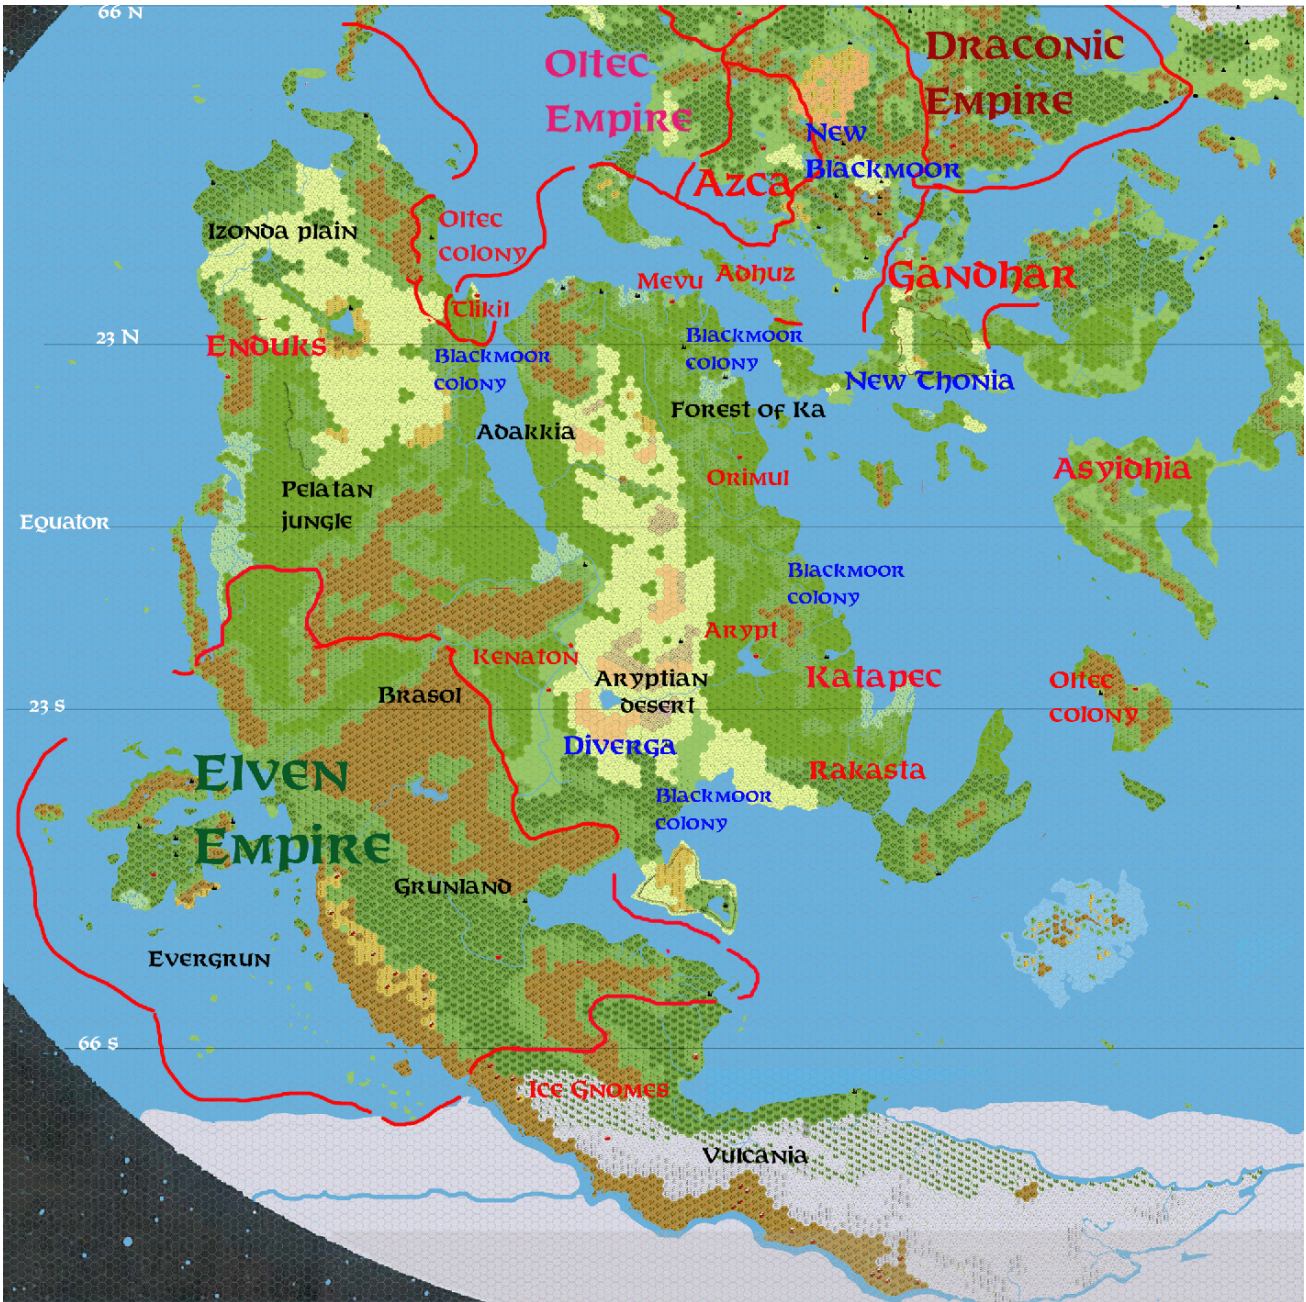 66 N
Oltec
Empire
Draconic
Empire
New
Blackmoor
Azca
Izonda plain
Oltec
colony
Mevu
Adhuz
Gandhar
Tlikil
23 N
Enduks
Blackmoor
colony
Blackmoor
colony
New Thonia
Forest of Ka
Adakkia
Asyidhia
Orimul
Pelatan
jungle
Equator
Blackmoor
colony
Arypt
Kenaton
Aryptian
desert
Katapec
Oltec
colony
Brasol
23 S
Diverga
Rakasta
Elven
Empire
Blackmoor
colony
Grunland
Evergrun
66 S
Ice Gnomes
Vulcania